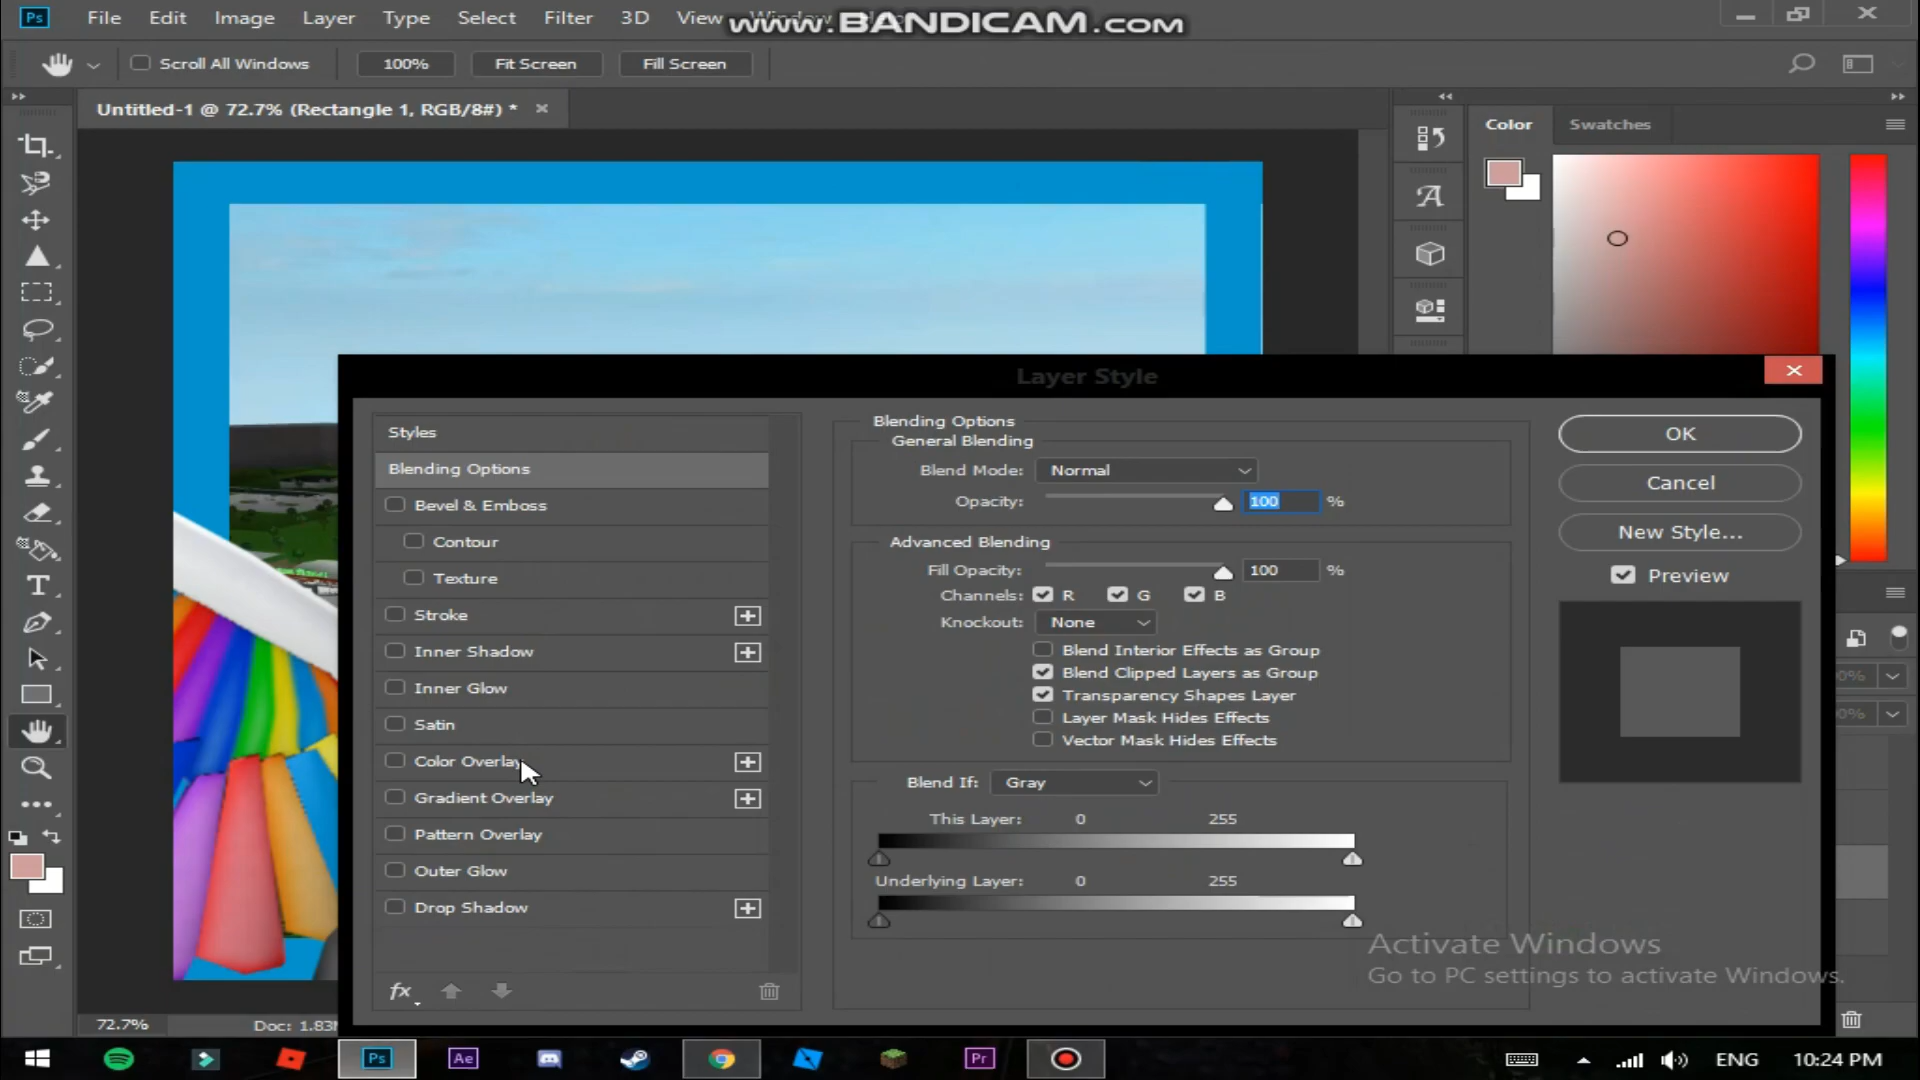 Ps File Edit Image Layer Type Select Filter 3D View Window
www.BANDICAM.com
Scroll All Windows 100% Fit Screen Fill Screen
Untitled-1 @ 72.7% (Rectangle 1, RGB/8#) *
Color Swatches
Layer Style
Styles
Blending Options
Bevel & Emboss
Contour
Texture
Stroke
Inner Shadow
Inner Glow
Satin
Color Overlay
Gradient Overlay
Pattern Overlay
Outer Glow
Drop Shadow
fx
Blending Options
General Blending
Blend Mode: Normal
Opacity: 100 %
Advanced Blending
Fill Opacity: 100 %
Channels: R G B
Knockout: None
Blend Interior Effects as Group
Blend Clipped Layers as Group
Transparency Shapes Layer
Layer Mask Hides Effects
Vector Mask Hides Effects
Blend If: Gray
This Layer: 0 255
Underlying Layer: 0 255
OK
Cancel
New Style...
Preview
Activate Windows
Go to PC settings to activate Windows.
72.7% Doc: 1.83
Ps Ae Pr ENG 10:24 PM